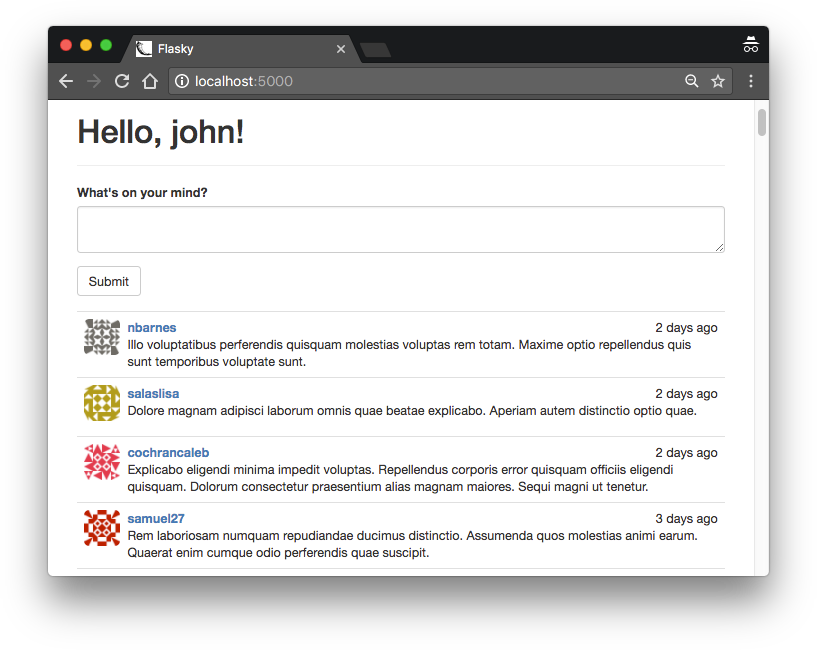 Flasky
localhost:5000
Hello, john!
What's on your mind?
Submit
nbarnes 2 days ago
Illo voluptatibus perferendis quisquam molestias voluptas rem totam. Maxime optio repellendus quis
sunt temporibus voluptate sunt.
salaslisa 2 days ago
Dolore magnam adipisci laborum omnis quae beatae explicabo. Aperiam autem distinctio optio quae.
cochrancaleb 2 days ago
Explicabo eligendi minima impedit voluptas. Repellendus corporis error quisquam officiis eligendi
quisquam. Dolorum consectetur praesentium alias magnam maiores. Sequi magni ut tenetur.
samuel27 3 days ago
Rem laboriosam numquam repudiandae ducimus distinctio. Assumenda quos molestias animi earum.
Quaerat enim cumque odio perferendis quae suscipit.